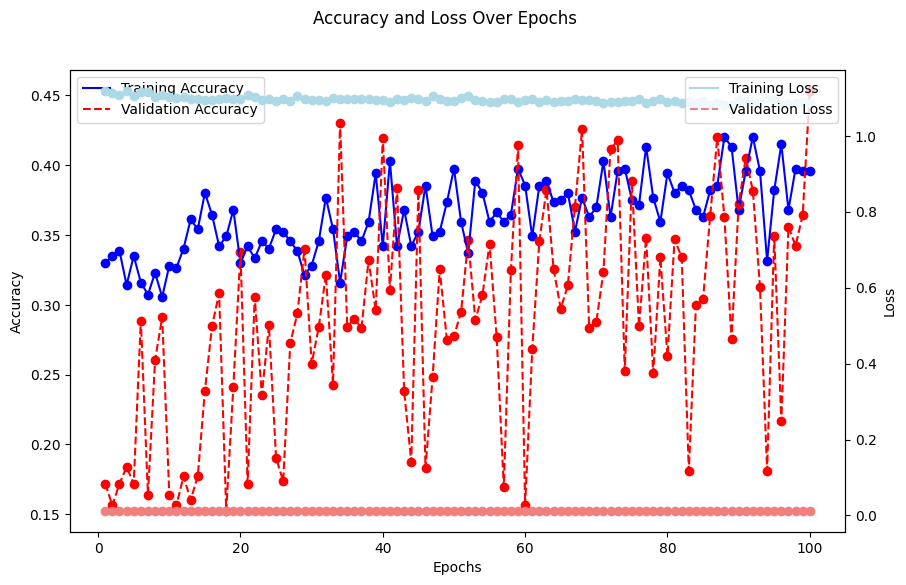 Accuracy and Loss Over Epochs
Training Accuracy
Validation Accuracy
Training Loss
Validation Loss
0.45
0.40
0.35
0.30
0.25
0.20
0.15
Accuracy
1.0
0.8
0.6
0.4
0.2
0.0
Loss
0 20 40 60 80 100
Epochs